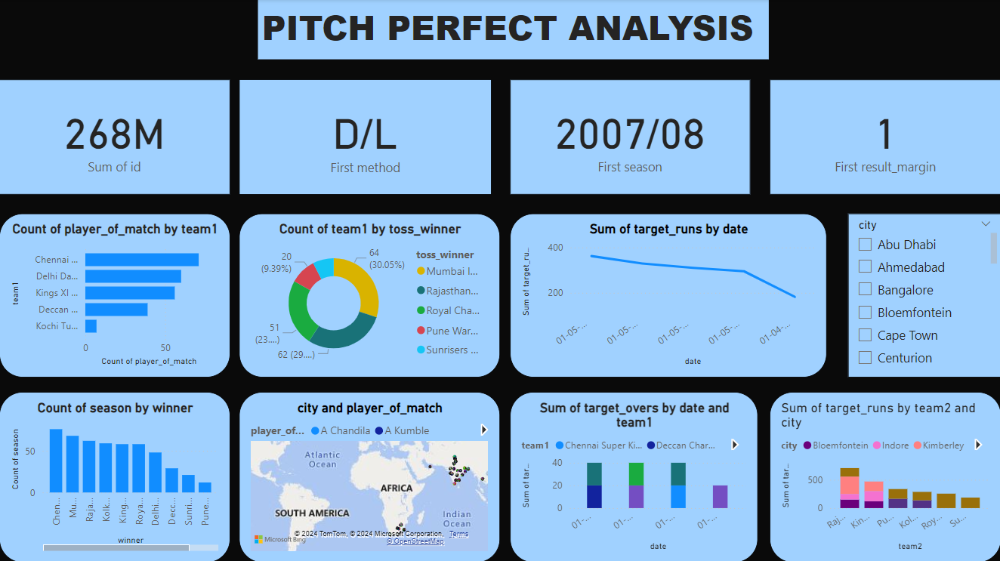 PITCH PERFECT ANALYSIS
268M
Sum of id
D/L
First method
2007/08
First season
1
First result_margin
Count of player_of_match by team1
team1
Chennai ...
Delhi Da...
Kings XI ...
Deccan ...
Kochi Tu...
0
50
Count of player_of_match
Count of team1 by toss_winner
20
(9.39%)
64
(30.05%)
51
(23....)
62 (29....)
toss_winner
Mumbai I...
Rajasthan...
Royal Cha...
Pune War...
Sunrisers ...
Sum of target_runs by date
Sum of target_ru...
400
200
01-05-...
01-05-...
01-05-...
01-05-...
01-04-...
date
city
Abu Dhabi
Ahmedabad
Bangalore
Bloemfontein
Cape Town
Centurion
Count of season by winner
Count of season
50
0
Chen...
Mu...
Raja...
Kolk...
King...
Roya...
Delhi...
Decc...
Sunri...
Pune...
winner
city and player_of_match
player_of...
A Chandila
A Kumble
Atlantic
Ocean
AFRICA
SOUTH AMERICA
Indian
Ocean
Microsoft Bing
© 2024 TomTom, © 2024 Microsoft Corporation, Terms
© OpenStreetMap
Sum of target_overs by date and
team1
team1
Chennai Super Ki...
Deccan Char...
Sum of tar...
40
20
0
01-...
01-...
01-...
01-...
date
Sum of target_runs by team2 and
city
city
Bloemfontein
Indore
Kimberley
Sum of tar...
500
0
Raj...
Kin...
Pu...
Kol...
Roy...
Su...
team2